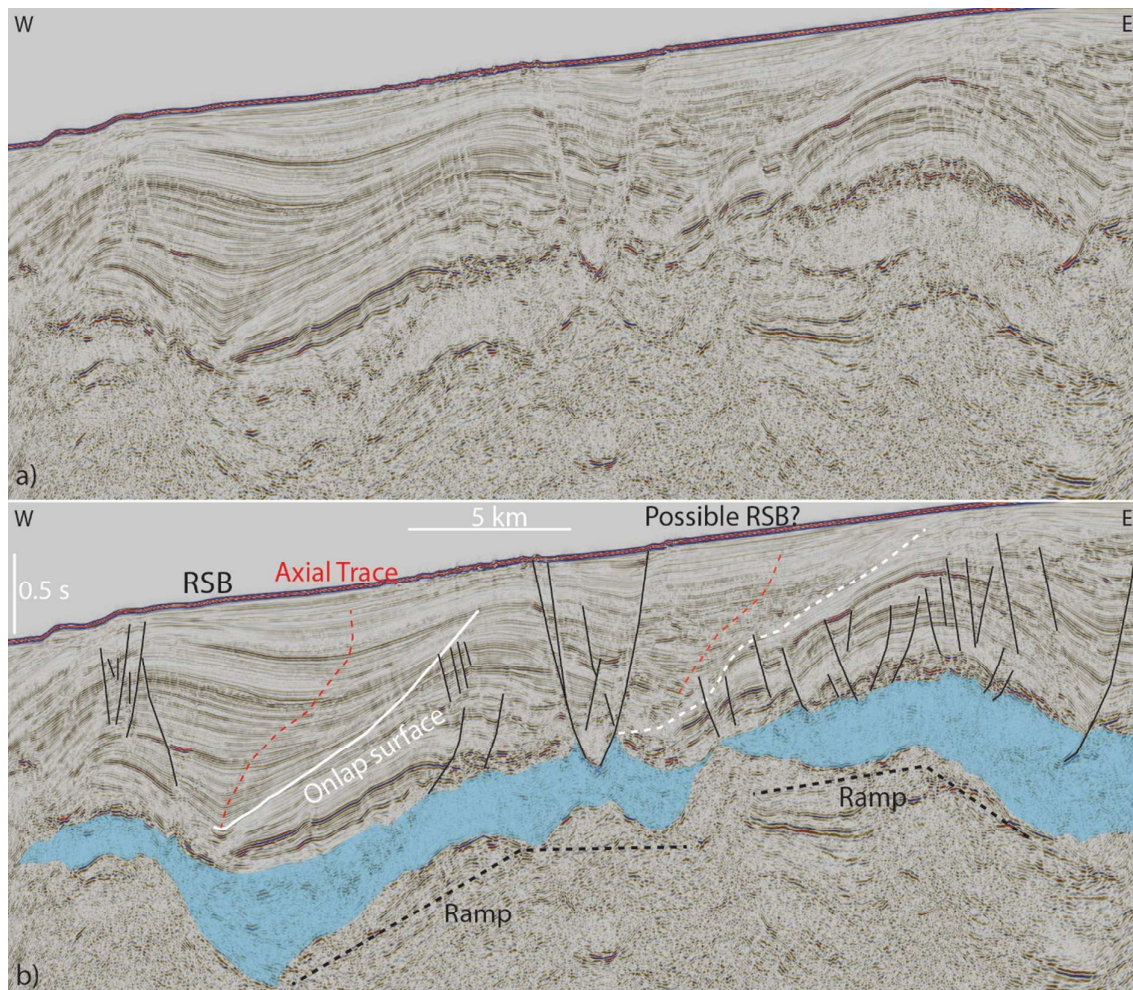 W
E
a)
W
5 km
Possible RSB?
E
0.5 s
RSB
Axial Trace
Onlap surface
Ramp
Ramp
b)